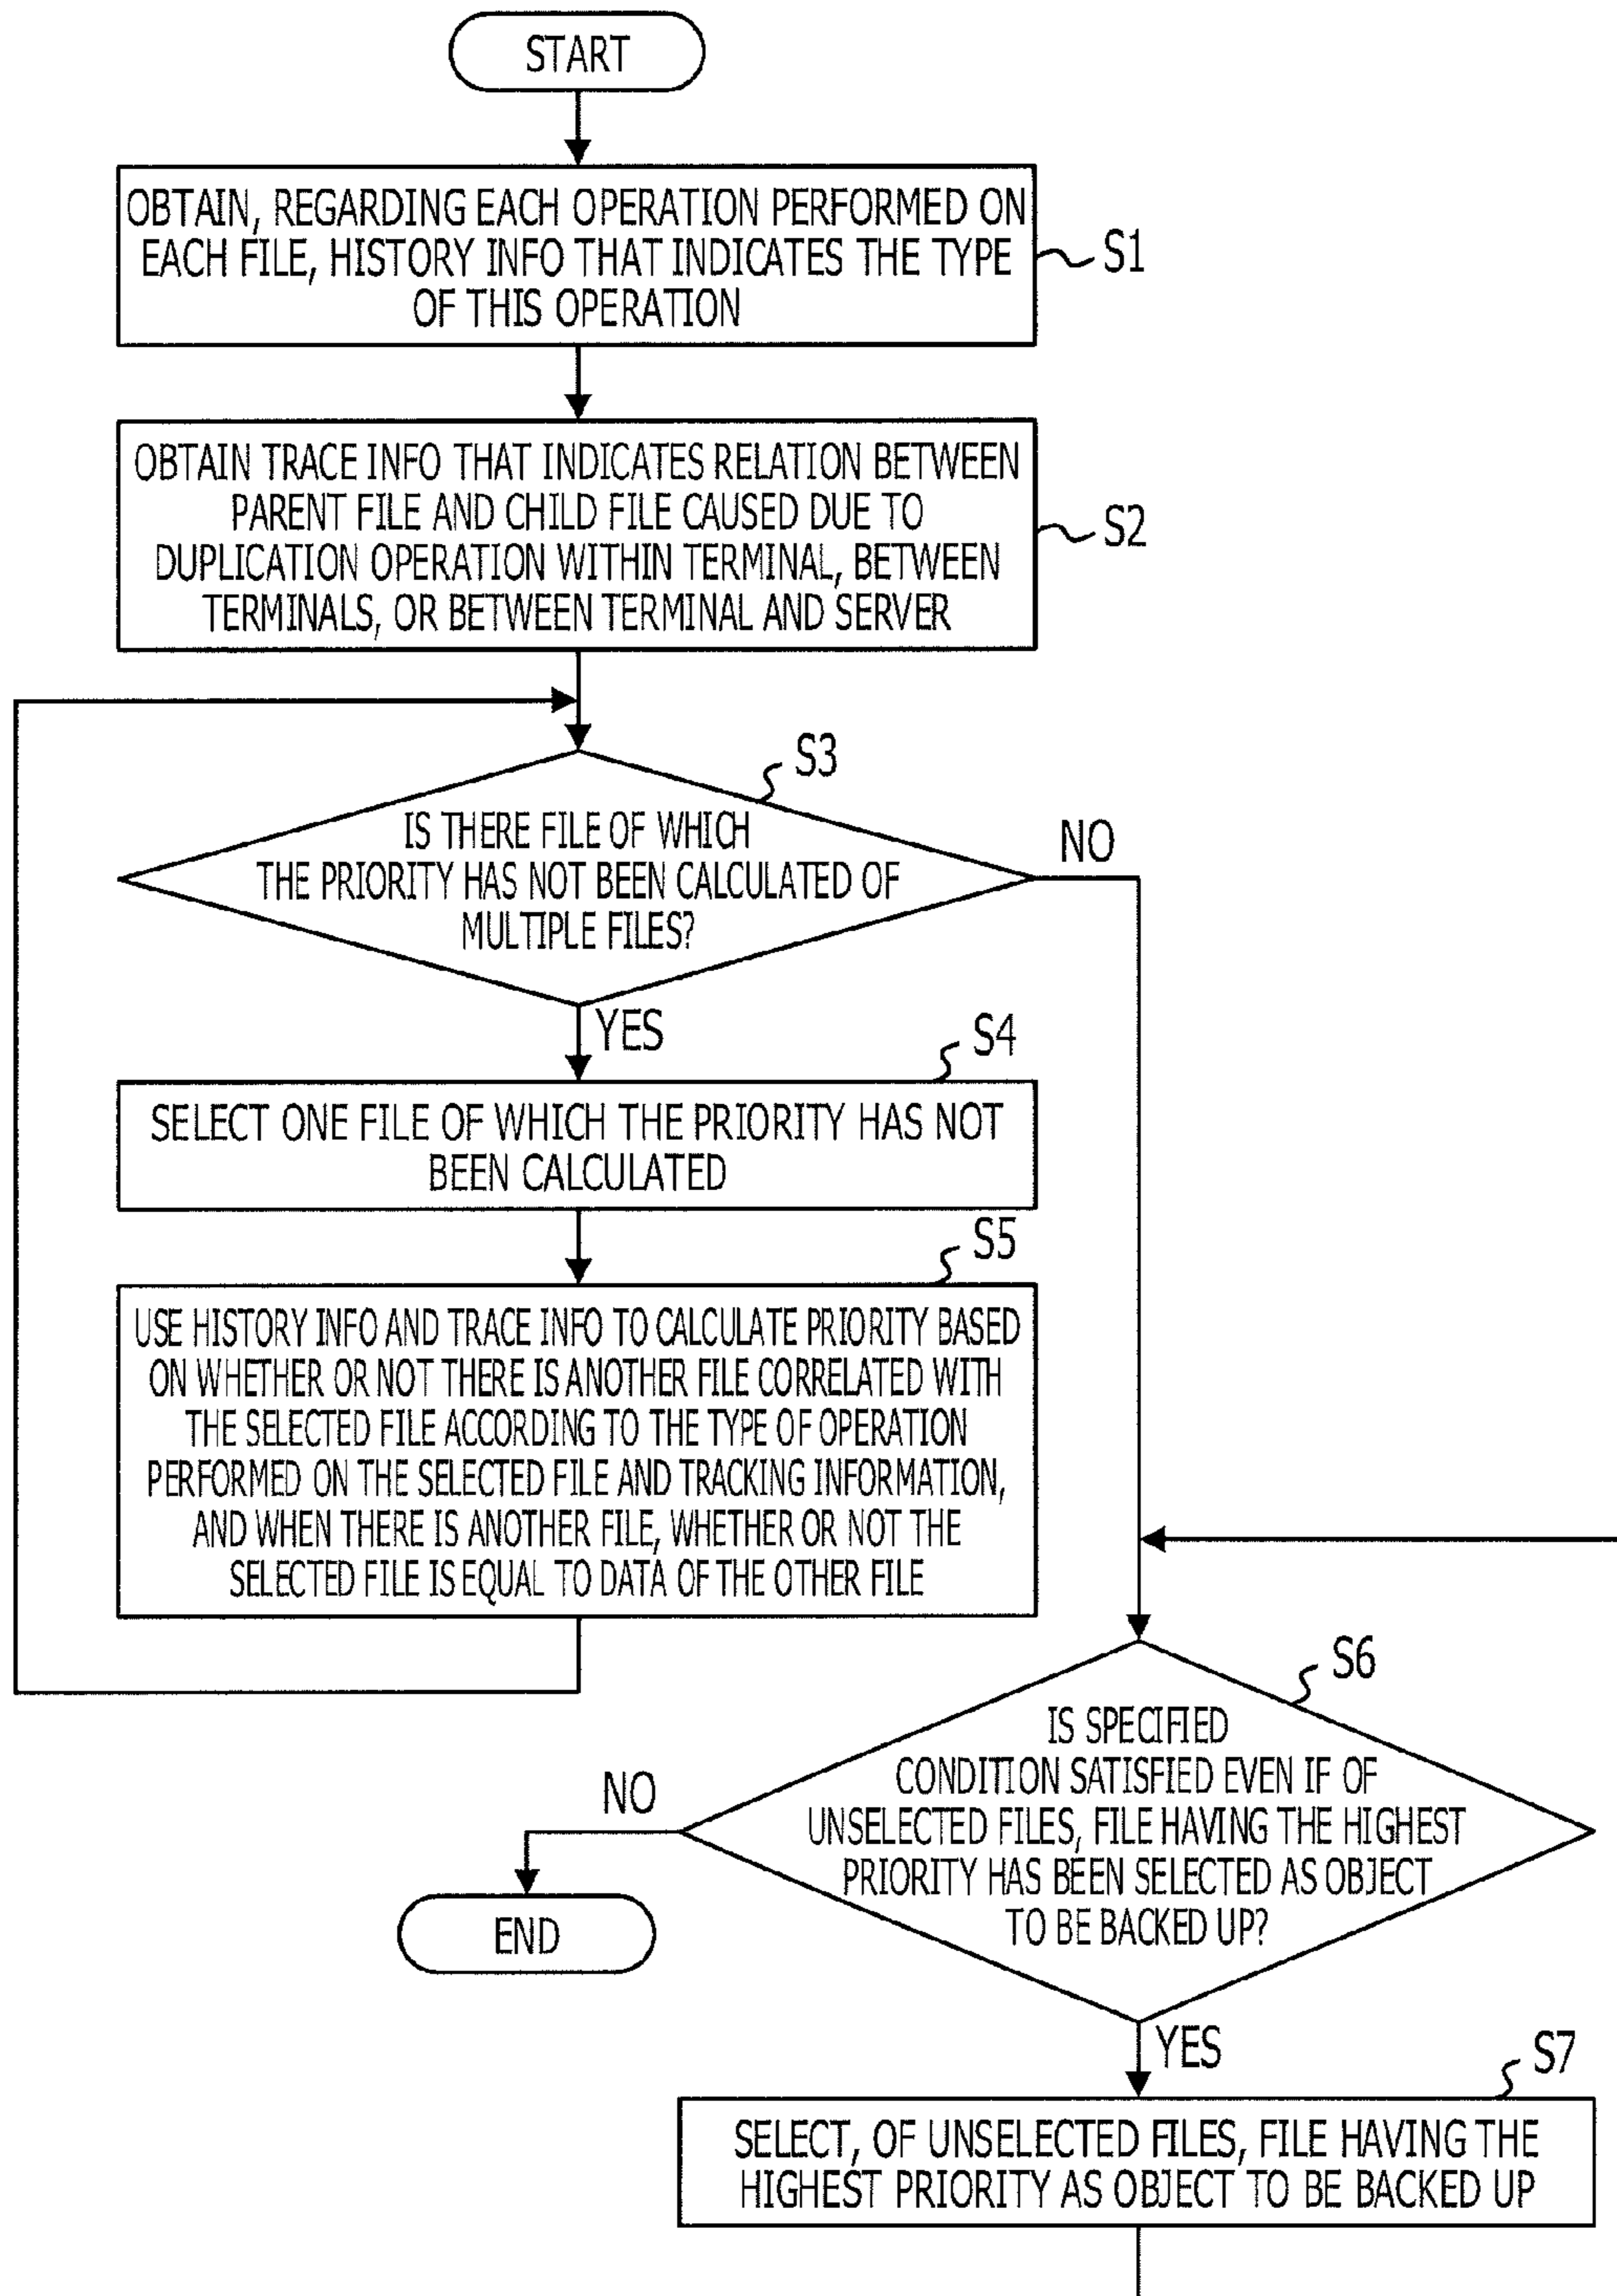 START
OBTAIN, REGARDING EACH OPERATION PERFORMED ON
EACH FILE, HISTORY INFO THAT INDICATES THE TYPE
OF THIS OPERATION
S1
OBTAIN TRACE INFO THAT INDICATES RELATION BETWEEN
PARENT FILE AND CHILD FILE CAUSED DUE TO
DUPLICATION OPERATION WITHIN TERMINAL, BETWEEN
TERMINALS, OR BETWEEN TERMINAL AND SERVER
S2
S3
IS THERE FILE OF WHICH
THE PRIORITY HAS NOT BEEN CALCULATED OF
MULTIPLE FILES?
NO
YES
S4
SELECT ONE FILE OF WHICH THE PRIORITY HAS NOT
BEEN CALCULATED
S5
USE HISTORY INFO AND TRACE INFO TO CALCULATE PRIORITY BASED
ON WHETHER OR NOT THERE IS ANOTHER FILE CORRELATED WITH
THE SELECTED FILE ACCORDING TO THE TYPE OF OPERATION
PERFORMED ON THE SELECTED FILE AND TRACKING INFORMATION,
AND WHEN THERE IS ANOTHER FILE, WHETHER OR NOT THE
SELECTED FILE IS EQUAL TO DATA OF THE OTHER FILE
S6
IS SPECIFIED
CONDITION SATISFIED EVEN IF OF
UNSELECTED FILES, FILE HAVING THE HIGHEST
PRIORITY HAS BEEN SELECTED AS OBJECT
TO BE BACKED UP?
NO
END
YES
S7
SELECT, OF UNSELECTED FILES, FILE HAVING THE
HIGHEST PRIORITY AS OBJECT TO BE BACKED UP